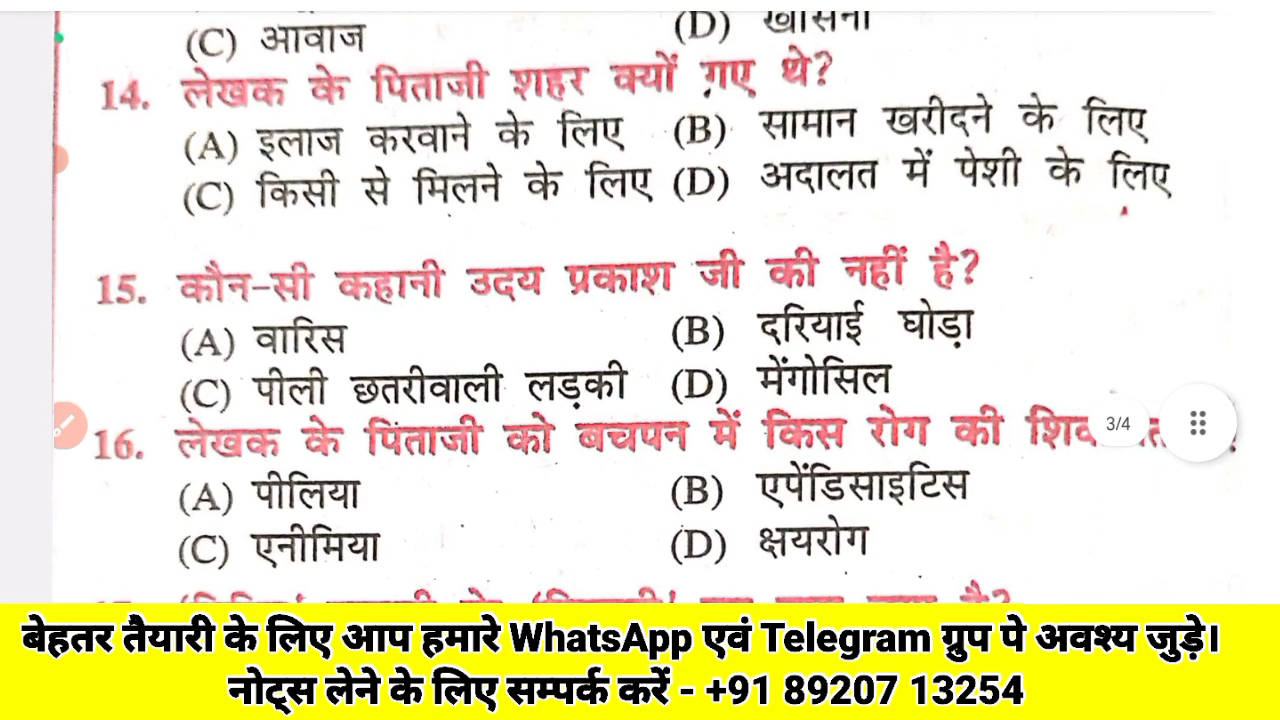 (C) आवाज (D) खाँसना
14. लेखक के पिताजी शहर क्यों गए थे?
(A) इलाज करवाने के लिए (B) सामान खरीदने के लिए
(C) किसी से मिलने के लिए (D) अदालत में पेशी के लिए
15. कौन-सी कहानी उदय प्रकाश जी की नहीं है?
(A) वारिस (B) दरियाई घोड़ा
(C) पीली छतरीवाली लड़की (D) मेंगोसिल
16. लेखक के पिताजी को बचपन में किस रोग की
3/4
(A) पीलिया (B) एपेंडिसाइटिस
(C) एनीमिया (D) क्षयरोग
बेहतर तैयारी के लिए आप हमारे WhatsApp एवं Telegram ग्रुप पे अवश्य जुड़े।
नोट्स लेने के लिए सम्पर्क करें - +91 89207 13254